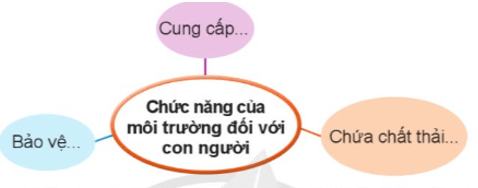 Cung cấp...
Chức năng của
môi trường đối với
con người
Bảo vệ...
Chứa chất thải...